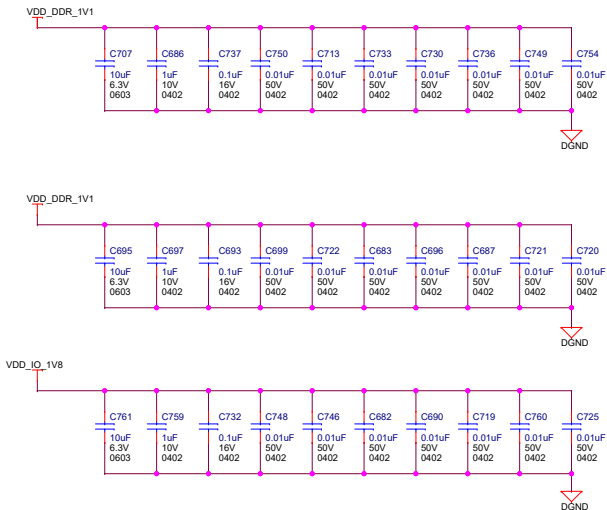 VDD_DDR_1V1
C707 C686 C737 C750 C713 C733 C730 C736 C749 C754
10uF 1uF 0.1uF 0.01uF 0.01uF 0.01uF 0.01uF 0.01uF 0.01uF 0.01uF
6.3V 10V 16V 50V 50V 50V 50V 50V 50V 50V
0603 0402 0402 0402 0402 0402 0402 0402 0402 0402
DGND
VDD_DDR_1V1
C695 C697 C693 C699 C722 C683 C696 C687 C721 C720
10uF 1uF 0.1uF 0.01uF 0.01uF 0.01uF 0.01uF 0.01uF 0.01uF 0.01uF
6.3V 10V 16V 50V 50V 50V 50V 50V 50V 50V
0603 0402 0402 0402 0402 0402 0402 0402 0402 0402
DGND
VDD_IO_1V8
C761 C759 C732 C748 C746 C682 C690 C719 C760 C725
10uF 1uF 0.1uF 0.01uF 0.01uF 0.01uF 0.01uF 0.01uF 0.01uF 0.01uF
6.3V 10V 16V 50V 50V 50V 50V 50V 50V 50V
0603 0402 0402 0402 0402 0402 0402 0402 0402 0402
DGND